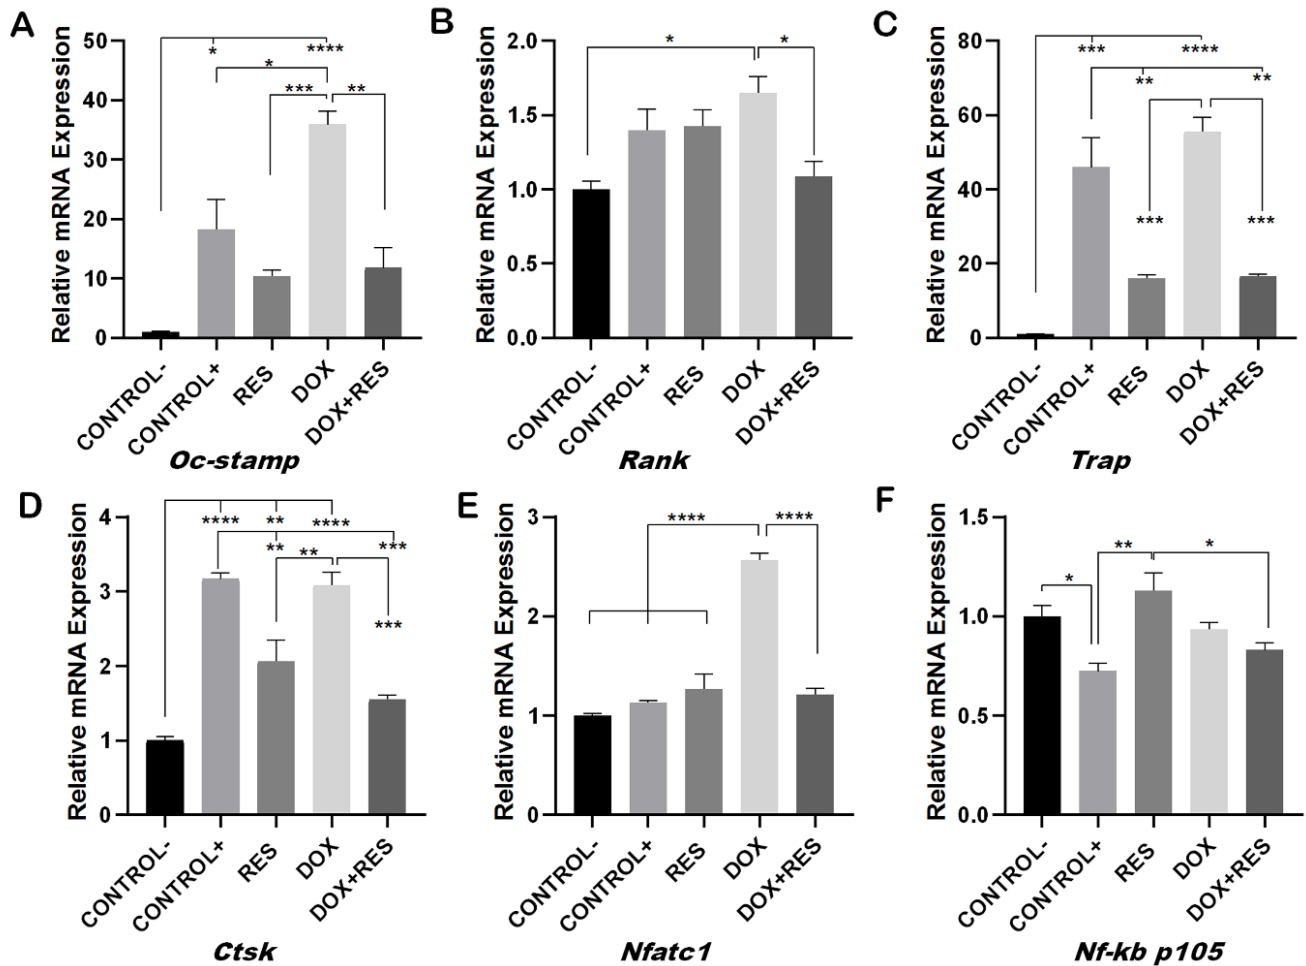 A
Relative mRNA Expression
50
40
30
20
10
0
* ****
*
*** **
CONTROL-
CONTROL+
RES
DOX
DOX+RES
Oc-stamp
B
Relative mRNA Expression
2.0
1.5
1.0
0.5
0.0
* *
CONTROL-
CONTROL+
RES
DOX
DOX+RES
Rank
C
Relative mRNA Expression
80
60
40
20
0
*** ****
** **
*** ***
CONTROL-
CONTROL+
RES
DOX
DOX+RES
Trap
D
Relative mRNA Expression
4
3
2
1
0
**** ** ****
** ** ***
***
CONTROL-
CONTROL+
RES
DOX
DOX+RES
Ctsk
E
Relative mRNA Expression
3
2
1
0
**** ****
CONTROL-
CONTROL+
RES
DOX
DOX+RES
Nfatc1
F
Relative mRNA Expression
1.5
1.0
0.5
0.0
* ** *
CONTROL-
CONTROL+
RES
DOX
DOX+RES
Nf-kb p105